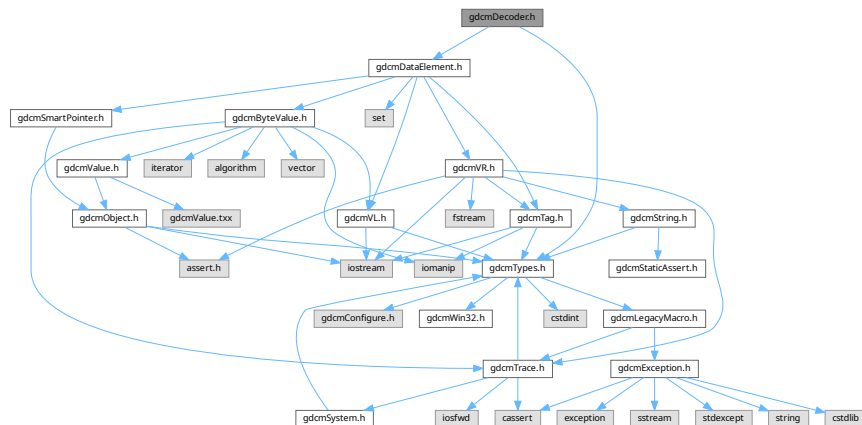 gdcmDecoder.h
gdcmDataElement.h
gdcmSmartPointer.h
gdcmByteValue.h
set
gdcmValue.h
iterator
algorithm
vector
gdcmVR.h
gdcmObject.h
gdcmValue.txx
gdcmVL.h
fstream
gdcmTag.h
gdcmString.h
assert.h
iostream
iomanip
gdcmTypes.h
gdcmStaticAssert.h
gdcmConfigure.h
gdcmWin32.h
cstdint
gdcmLegacyMacro.h
gdcmTrace.h
gdcmException.h
gdcmSystem.h
iosfwd
cassert
exception
sstream
stdexcept
string
cstdlib